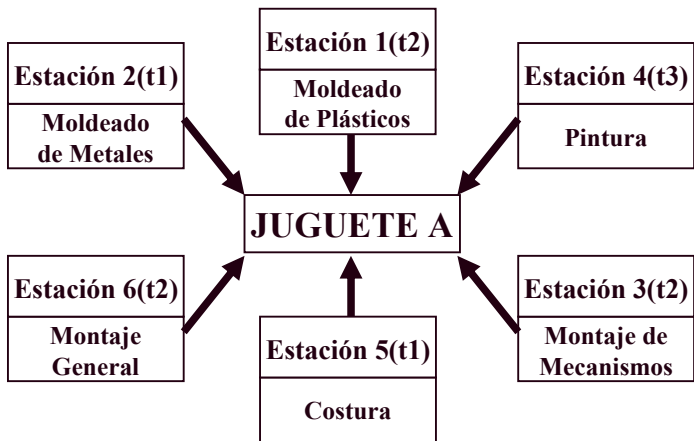 Estación 1(t2)
Moldeado
de Plásticos
Estación 2(t1)
Moldeado
de Metales
Estación 4(t3)
Pintura
JUGUETE A
Estación 6(t2)
Montaje
General
Estación 5(t1)
Costura
Estación 3(t2)
Montaje de
Mecanismos